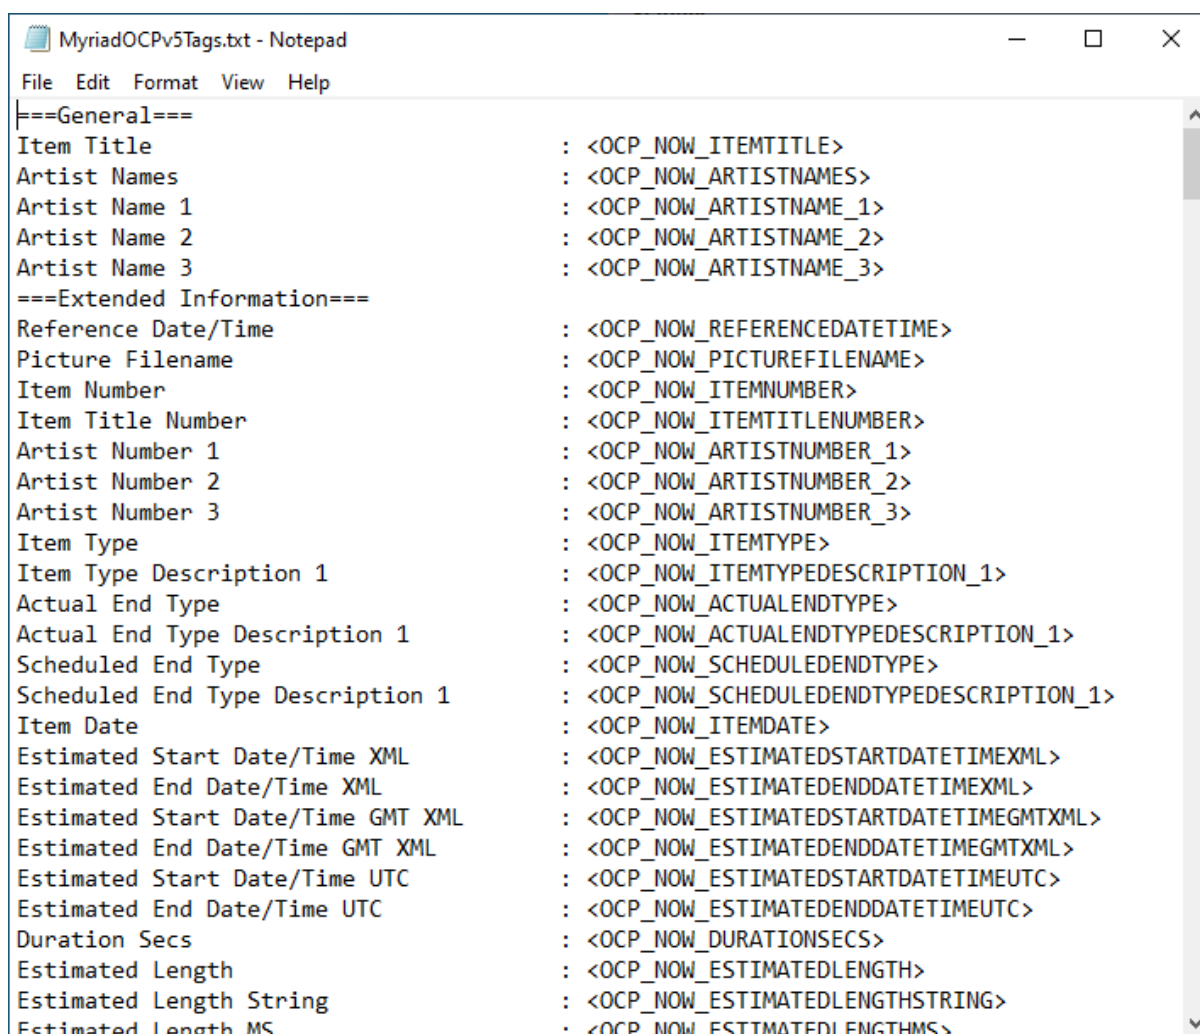 MyriadOCPv5Tags.txt - Notepad
File Edit Format View Help
===General===
Item Title : <OCP_NOW_ITEMTITLE>
Artist Names : <OCP_NOW_ARTISTNAMES>
Artist Name 1 : <OCP_NOW_ARTISTNAME_1>
Artist Name 2 : <OCP_NOW_ARTISTNAME_2>
Artist Name 3 : <OCP_NOW_ARTISTNAME_3>
===Extended Information===
Reference Date/Time : <OCP_NOW_REFERENCEDATETIME>
Picture Filename : <OCP_NOW_PICTUREFILENAME>
Item Number : <OCP_NOW_ITEMNUMBER>
Item Title Number : <OCP_NOW_ITEMTITLENUMBER>
Artist Number 1 : <OCP_NOW_ARTISTNUMBER_1>
Artist Number 2 : <OCP_NOW_ARTISTNUMBER_2>
Artist Number 3 : <OCP_NOW_ARTISTNUMBER_3>
Item Type : <OCP_NOW_ITEMTYPE>
Item Type Description 1 : <OCP_NOW_ITEMTYPEDESCRIPTION_1>
Actual End Type : <OCP_NOW_ACTUALENDTYPE>
Actual End Type Description 1 : <OCP_NOW_ACTUALENDTYPEDESCRIPTION_1>
Scheduled End Type : <OCP_NOW_SCHEDULEDENDTYPE>
Scheduled End Type Description 1 : <OCP_NOW_SCHEDULEDENDTYPEDESCRIPTION_1>
Item Date : <OCP_NOW_ITEMDATE>
Estimated Start Date/Time XML : <OCP_NOW_ESTIMATEDSTARTDATETIMEXML>
Estimated End Date/Time XML : <OCP_NOW_ESTIMATEDENDDATETIMEXML>
Estimated Start Date/Time GMT XML : <OCP_NOW_ESTIMATEDSTARTDATETIMEGMTXML>
Estimated End Date/Time GMT XML : <OCP_NOW_ESTIMATEDENDDATETIMEGMTXML>
Estimated Start Date/Time UTC : <OCP_NOW_ESTIMATEDSTARTDATETIMEUTC>
Estimated End Date/Time UTC : <OCP_NOW_ESTIMATEDENDDATETIMEUTC>
Duration Secs : <OCP_NOW_DURATIONSECS>
Estimated Length : <OCP_NOW_ESTIMATEDLENGTH>
Estimated Length String : <OCP_NOW_ESTIMATEDLENGTHSTRING>
Estimated Length MS : <OCP_NOW_ESTIMATEDLENGTHMS>